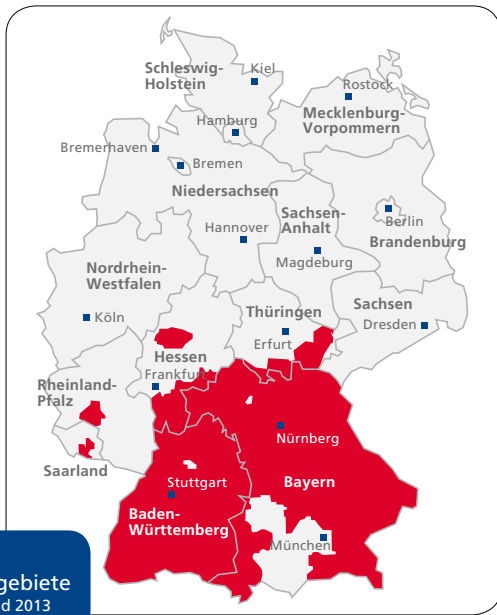 Schleswig-
Holstein
Kiel
Rostock
Mecklenburg-
Vorpommern
Hamburg
Bremerhaven
Bremen
Niedersachsen
Hannover
Sachsen-
Anhalt
Magdeburg
Berlin
Brandenburg
Nordrhein-
Westfalen
Köln
Thüringen
Erfurt
Sachsen
Dresden
Hessen
Frankfurt
Rheinland-
Pfalz
Saarland
Nürnberg
Bayern
Stuttgart
Baden-
Württemberg
München
gebiete
d 2013